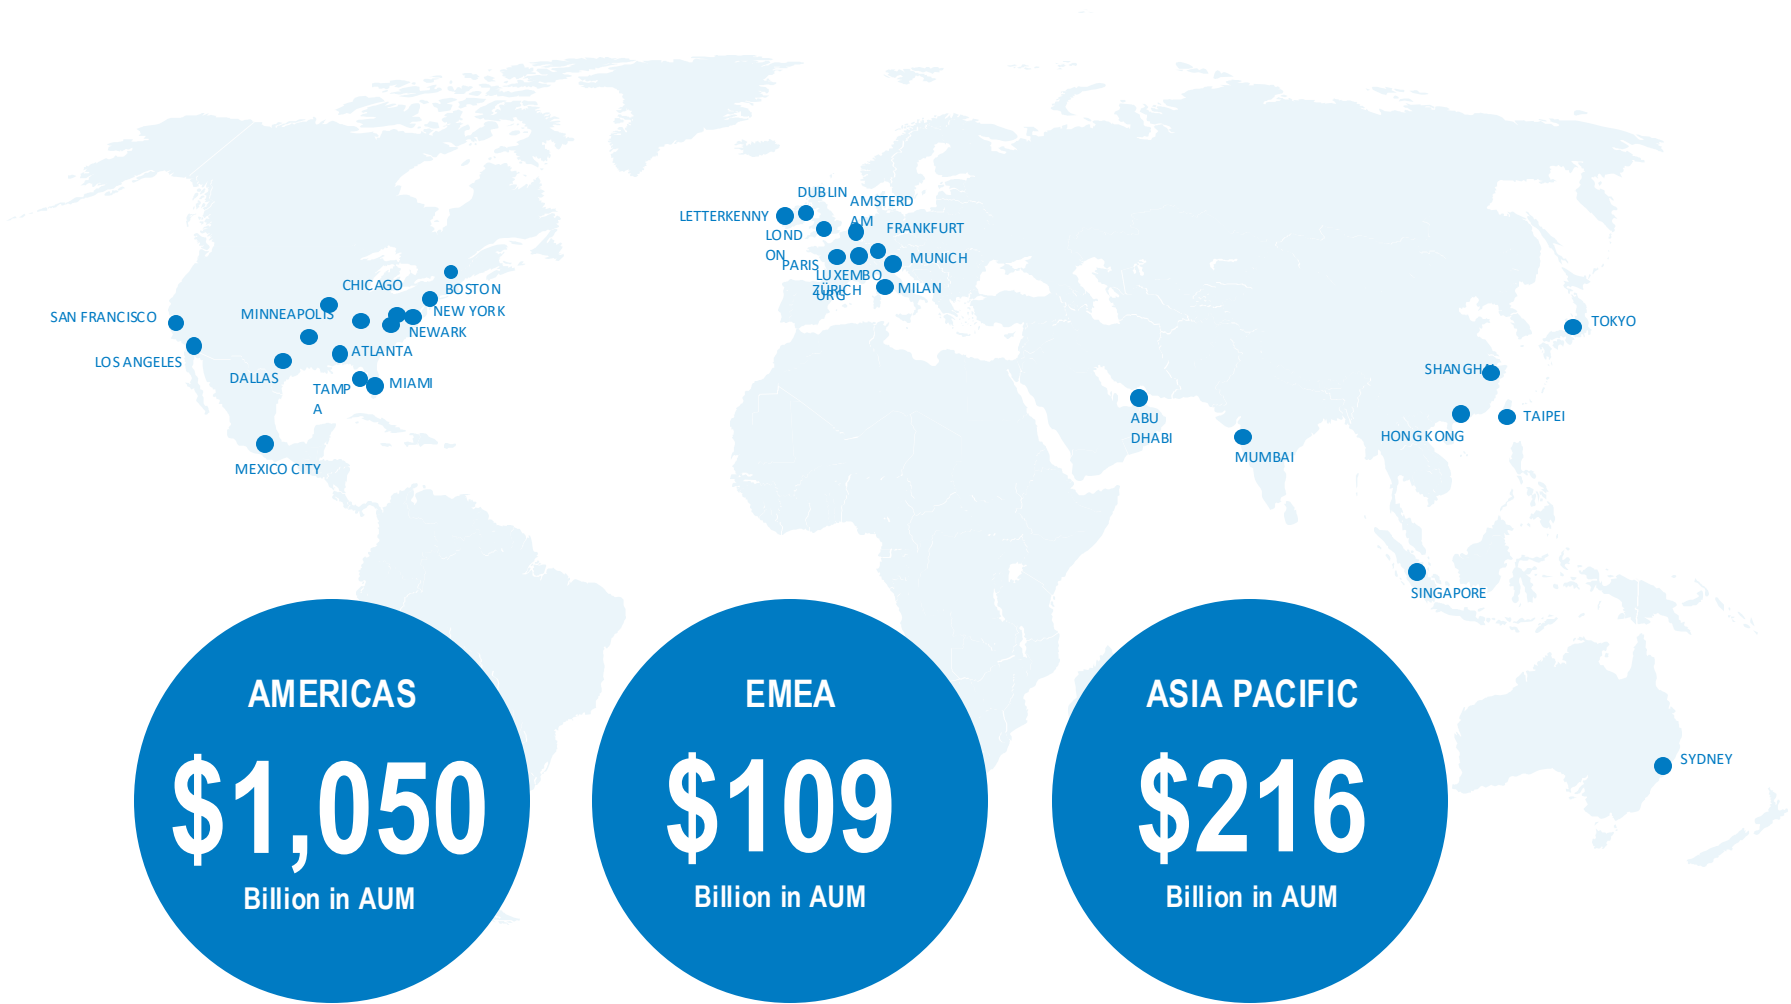 DUBLIN
AMSTERD
AM
LETTERKENNY
LOND
ON
FRANKFURT
PARIS
MUNICH
LUXEMBO
URG
ZÜRICH
MILAN
CHICAGO
BOSTON
MINNEAPOLIS
NEW YORK
SAN FRANCISCO
NEWARK
LOS ANGELES
ATLANTA
DALLAS
TAMP
A
MIAMI
MEXICO CITY
TOKYO
SHANGHAI
ABU
DHABI
TAIPEI
HONG KONG
MUMBAI
SINGAPORE
SYDNEY
AMERICAS
$1,050
Billion in AUM
EMEA
$109
Billion in AUM
ASIA PACIFIC
$216
Billion in AUM